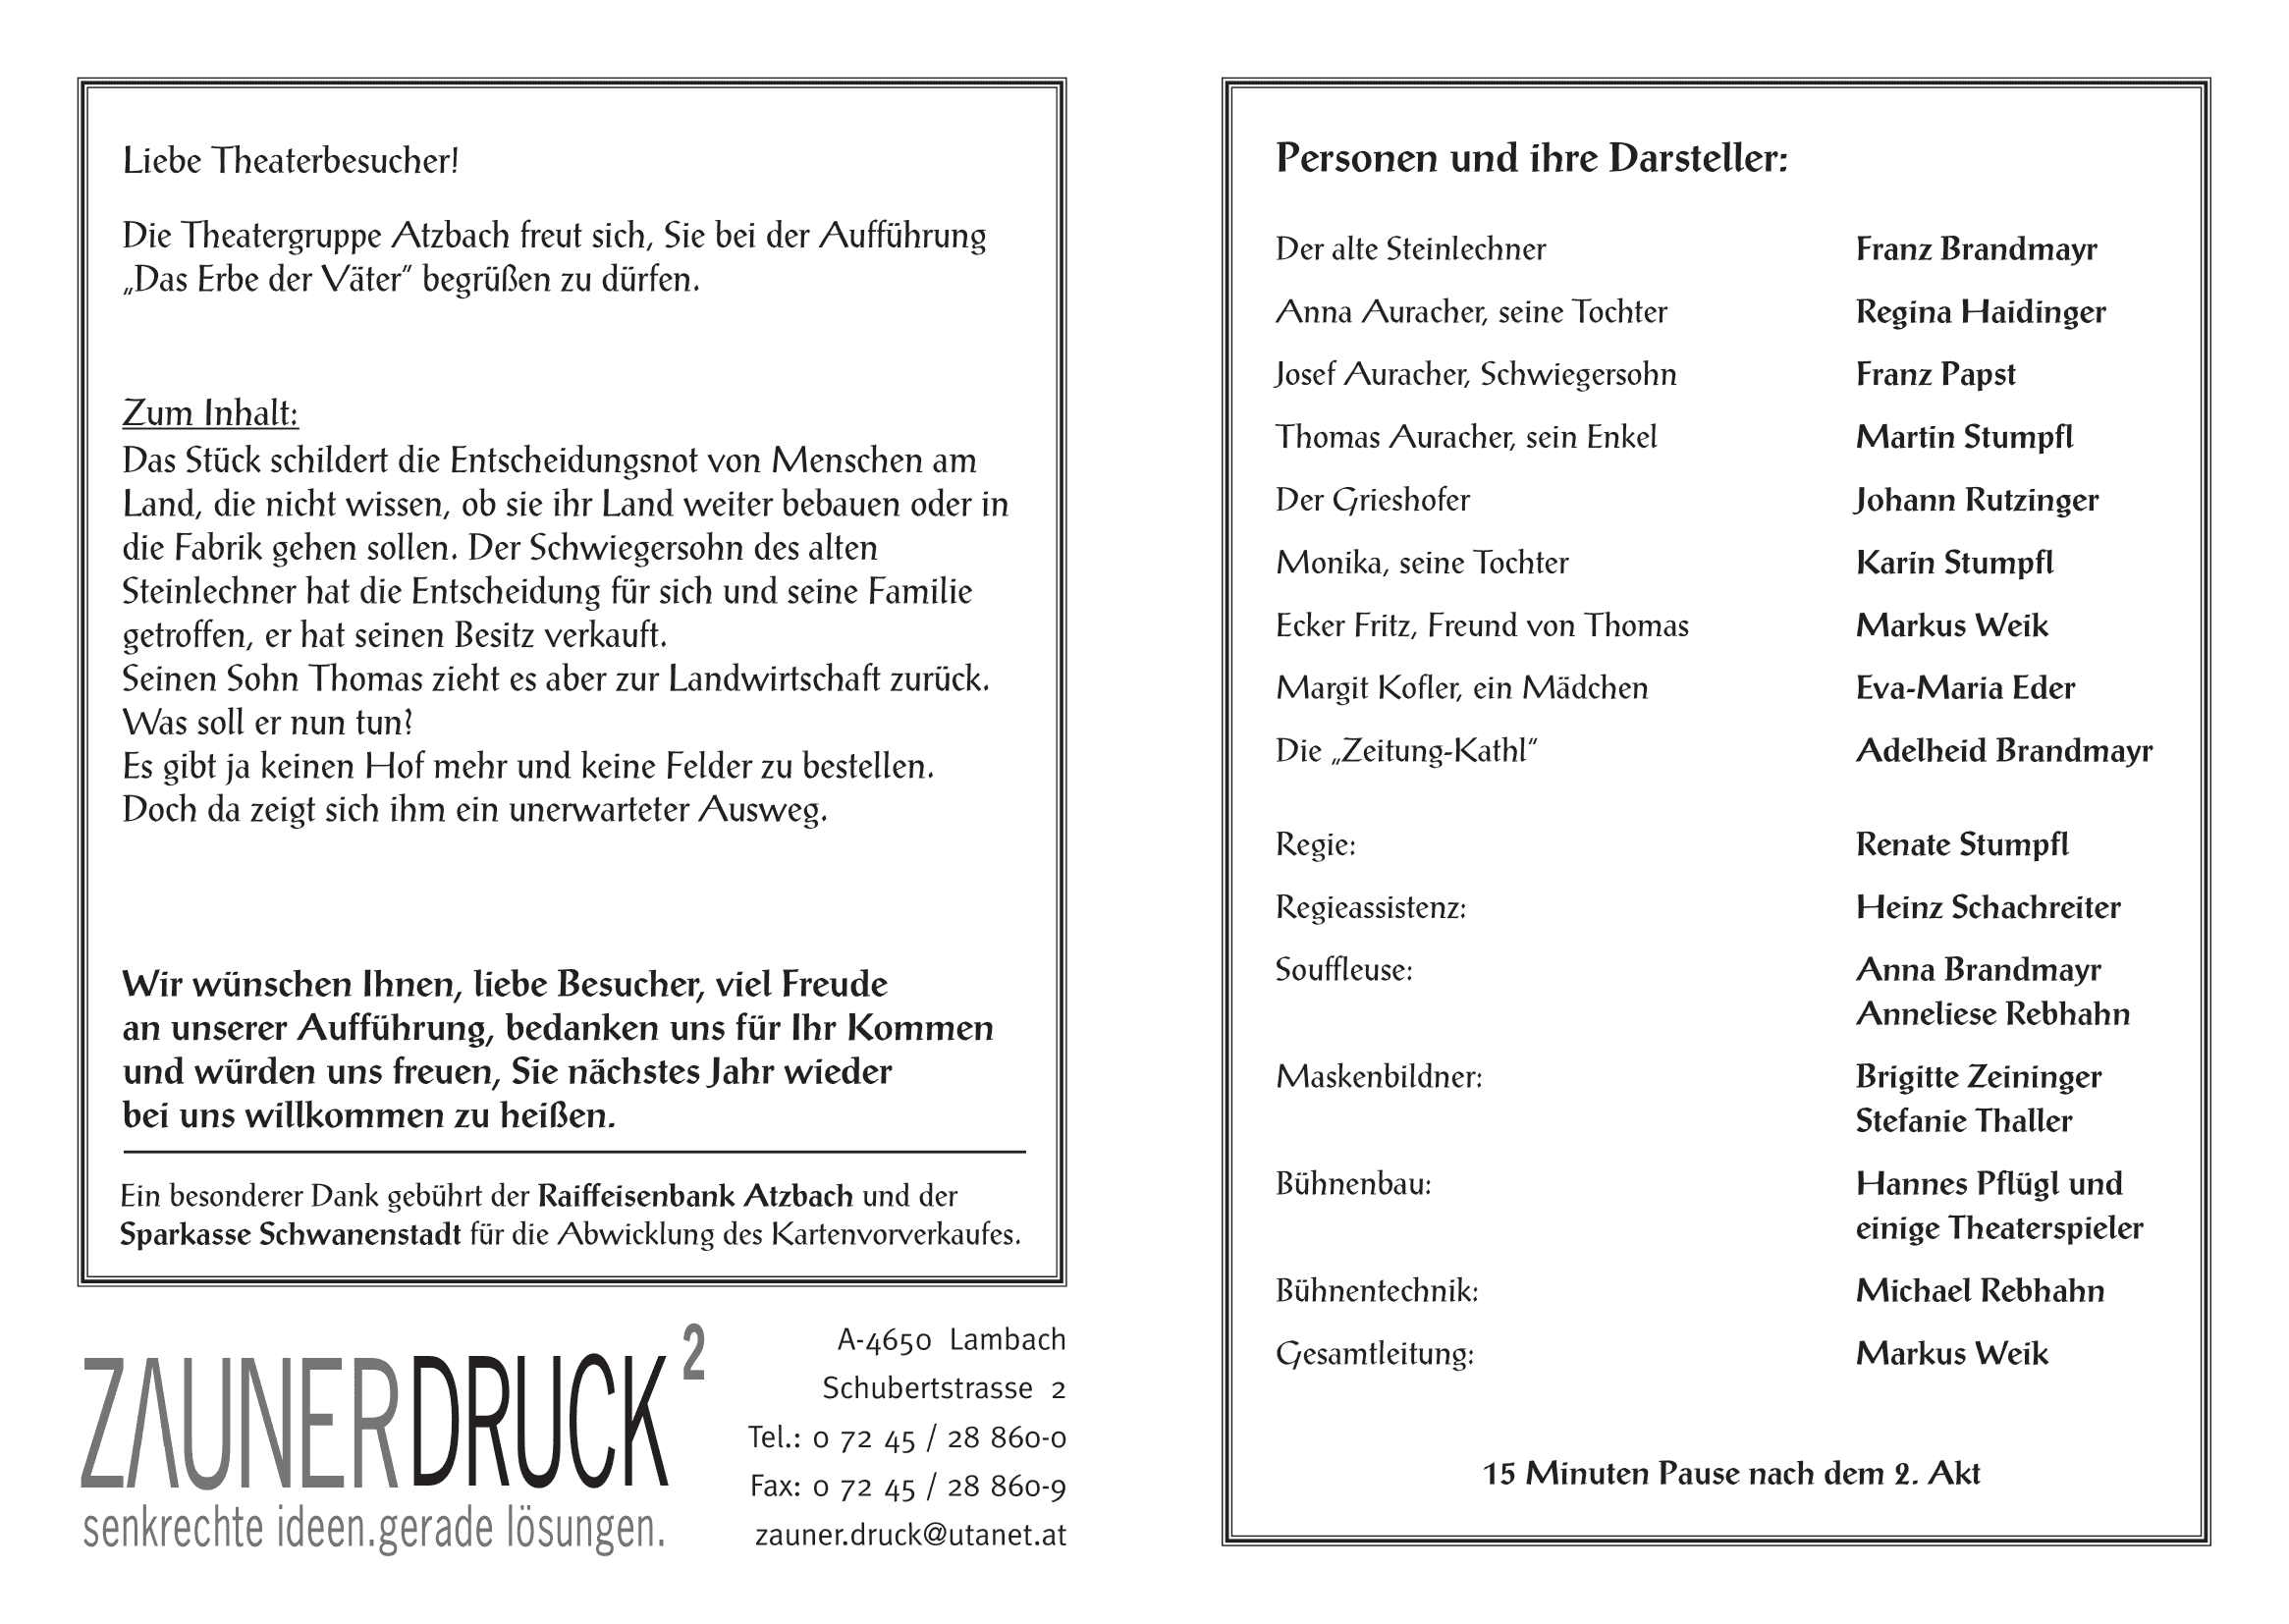 Liebe Theaterbesucher!
Die Theatergruppe Atzbach freut sich, Sie bei der Aufführung
„Das Erbe der Väter“ begrüßen zu dürfen.
Zum Inhalt:
Das Stück schildert die Entscheidungsnot von Menschen am
Land, die nicht wissen, ob sie ihr Land weiter bebauen oder in
die Fabrik gehen sollen. Der Schwiegersohn des alten
Steinlechner hat die Entscheidung für sich und seine Familie
getroffen, er hat seinen Besitz verkauft.
Seinen Sohn Thomas zieht es aber zur Landwirtschaft zurück.
Was soll er nun tun?
Es gibt ja keinen Hof mehr und keine Felder zu bestellen.
Doch da zeigt sich ihm ein unerwarteter Ausweg.
Wir wünschen Ihnen, liebe Besucher, viel Freude
an unserer Aufführung, bedanken uns für Ihr Kommen
und würden uns freuen, Sie nächstes Jahr wieder
bei uns willkommen zu heißen.
Ein besonderer Dank gebührt der Raiffeisenbank Atzbach und der
Sparkasse Schwanenstadt für die Abwicklung des Kartenvorverkaufes.
ZAUNERDRUCK²
senkrechte ideen.gerade lösungen.
A-4650 Lambach
Schubertstrasse 2
Tel.: 0 72 45 / 28 860-0
Fax: 0 72 45 / 28 860-9
zauner.druck@utanet.at
Personen und ihre Darsteller:
Der alte Steinlechner Franz Brandmayr
Anna Auracher, seine Tochter Regina Haidinger
Josef Auracher, Schwiegersohn Franz Papst
Thomas Auracher, sein Enkel Martin Stumpfl
Der Grieshofer Johann Rutzinger
Monika, seine Tochter Karin Stumpfl
Ecker Fritz, Freund von Thomas Markus Weik
Margit Kofler, ein Mädchen Eva-Maria Eder
Die „Zeitung-Kathl“ Adelheid Brandmayr
Regie: Renate Stumpfl
Regieassistenz: Heinz Schachreiter
Souffleuse: Anna Brandmayr
Anneliese Rebhahn
Maskenbildner: Brigitte Zeininger
Stefanie Thaller
Bühnenbau: Hannes Pflügl und
einige Theaterspieler
Bühnentechnik: Michael Rebhahn
Gesamtleitung: Markus Weik
15 Minuten Pause nach dem 2. Akt